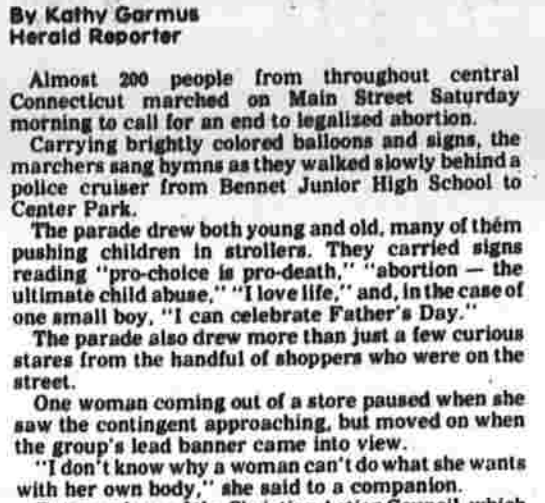 By Kathy Garmus
Herald Reporter
Almost 200 people from throughout central
Connecticut marched on Main Street Saturday
morning to call for an end to legalized abortion.
Carrying brightly colored balloons and signs, the
marchers sang hymns as they walked slowly behind a
police cruiser from Bennet Junior High School to
Center Park.
The parade drew both young and old, many of them
pushing children in strollers. They carried signs
reading "pro-choice is pro-death," "abortion — the
ultimate child abuse," "I love life," and, in the case of
one small boy, "I can celebrate Father's Day."
The parade also drew more than just a few curious
stares from the handful of shoppers who were on the
street.
One woman coming out of a store paused when she
saw the contingent approaching, but moved on when
the group's lead banner came into view.
"I don't know why a woman can't do what she wants
with her own body," she said to a companion.